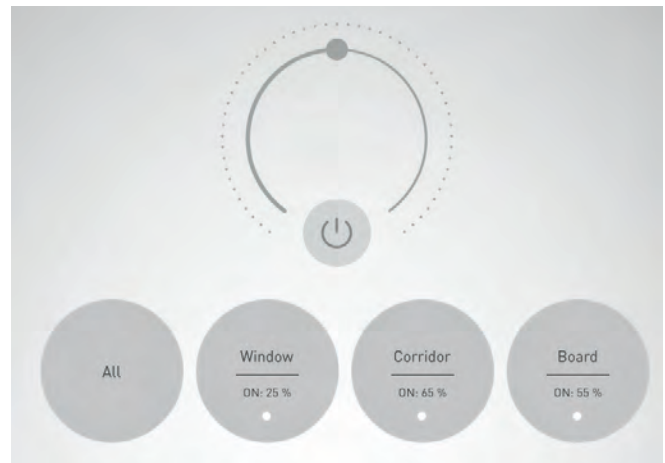 All
Window
ON: 25 %
Corridor
ON: 65 %
Board
ON: 55 %